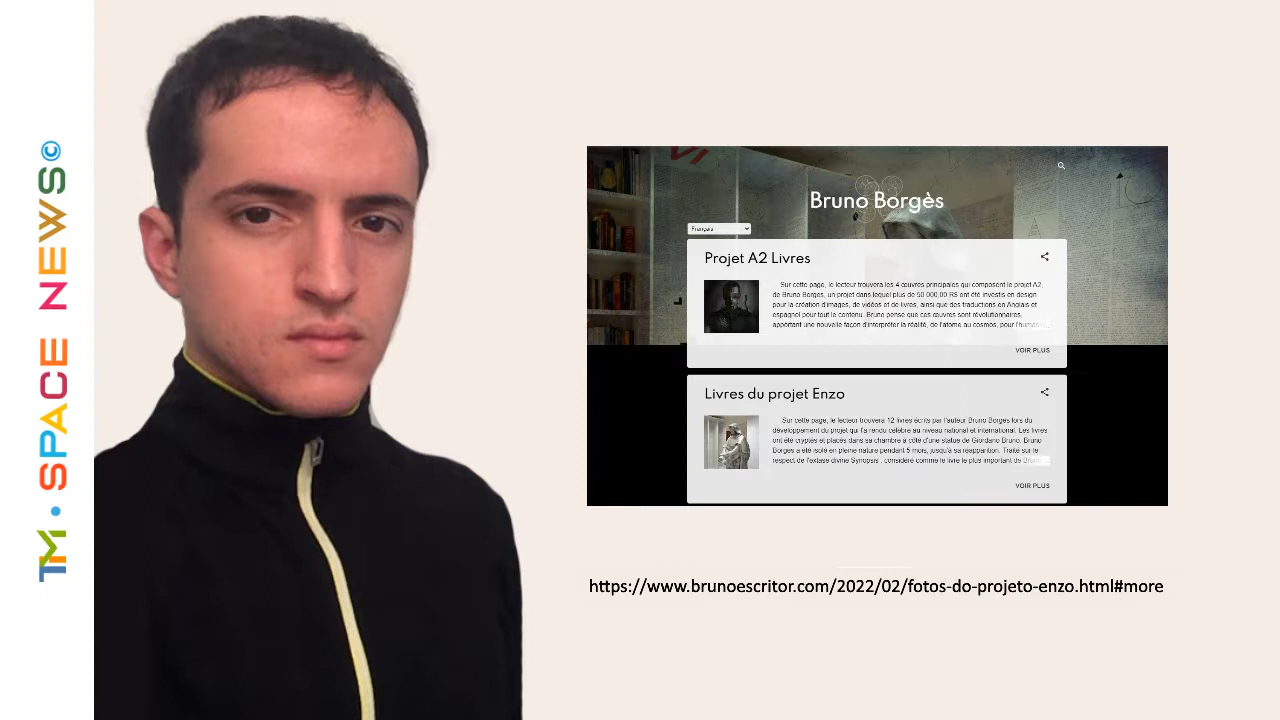 TM • SPACE NEWS©
Bruno Borgès
Français
Projet A2 Livres
Sur cette page, le lecteur trouvera les 4 œuvres principales qui composent le projet A2,
de Bruno Borges, un projet dans lequel plus de 50 000,00 R$ ont été investis en design
pour la création d'images, de vidéos et de livres, ainsi que des traductions en Anglais et
espagnol pour tout le contenu. Bruno pense que ces œuvres sont révolutionnaires,
apportant une nouvelle façon d'interpréter la réalité, de l'atome au cosmos, pour
VOIR PLUS
Livres du projet Enzo
Sur cette page, le lecteur trouvera 12 livres écrits par l'auteur Bruno Borges lors du
développement du projet qui l'a rendu célèbre au niveau national et international. Les livres
ont été cryptés et placés dans sa chambre à côté d'une statue de Giordano Bruno. Bruno
Borges a été isolé en pleine nature pendant 5 mois, jusqu'à sa réapparition. Traité sur le
respect de l'extase divine Synopsis : considéré comme le livre le plus important de
VOIR PLUS
https://www.brunoescritor.com/2022/02/fotos-do-projeto-enzo.html#more